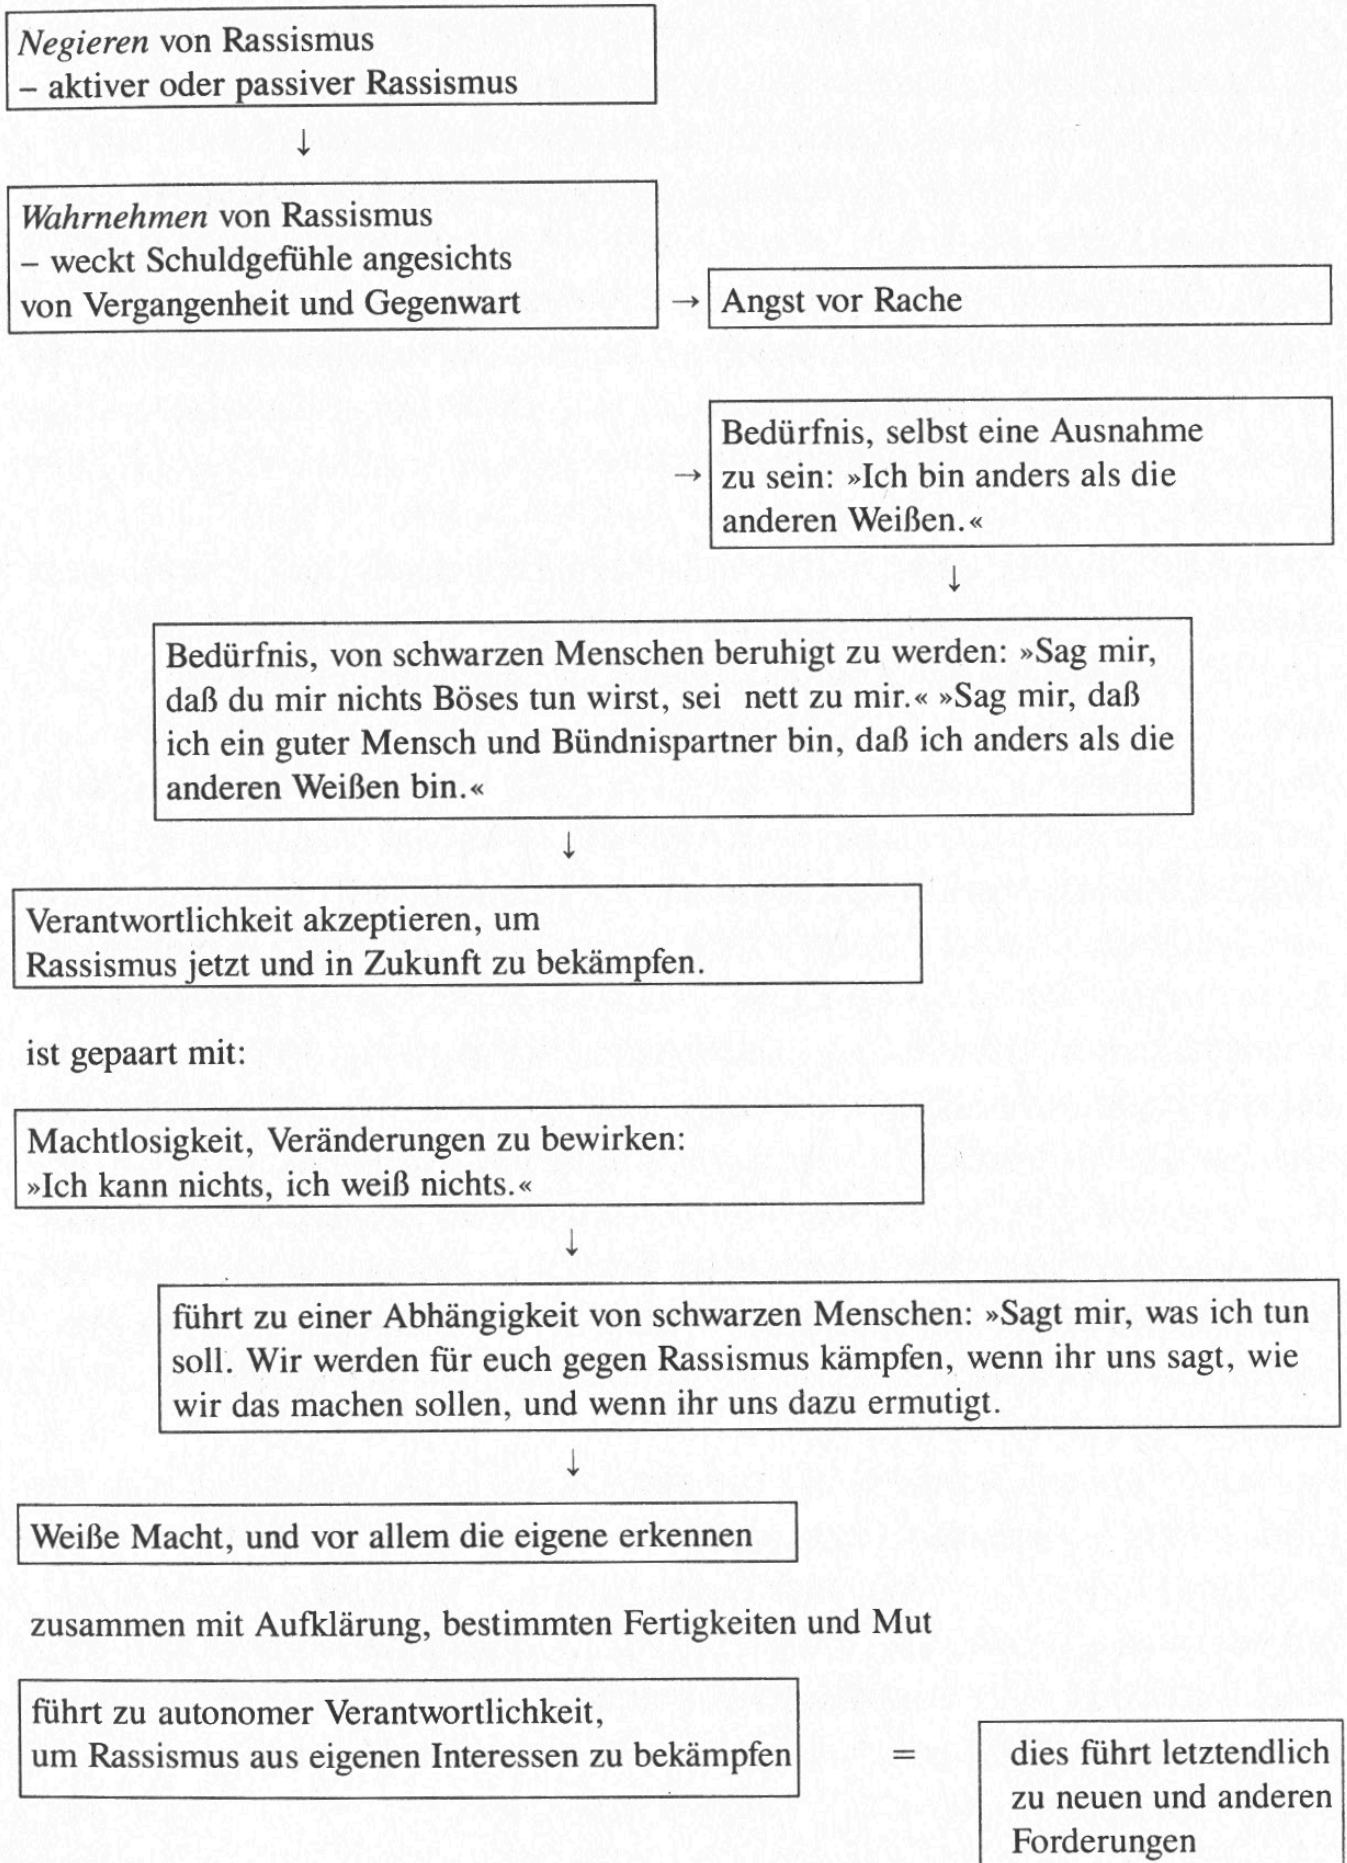 Negieren von Rassismus
– aktiver oder passiver Rassismus
↓
Wahrnehmen von Rassismus
– weckt Schuldgefühle angesichts
von Vergangenheit und Gegenwart
→ Angst vor Rache
Bedürfnis, selbst eine Ausnahme
→ zu sein: »Ich bin anders als die
anderen Weißen.«
↓
Bedürfnis, von schwarzen Menschen beruhigt zu werden: »Sag mir,
daß du mir nichts Böses tun wirst, sei nett zu mir.« »Sag mir, daß
ich ein guter Mensch und Bündnispartner bin, daß ich anders als die
anderen Weißen bin.«
↓
Verantwortlichkeit akzeptieren, um
Rassismus jetzt und in Zukunft zu bekämpfen.
ist gepaart mit:
Machtlosigkeit, Veränderungen zu bewirken:
»Ich kann nichts, ich weiß nichts.«
↓
führt zu einer Abhängigkeit von schwarzen Menschen: »Sagt mir, was ich tun
soll. Wir werden für euch gegen Rassismus kämpfen, wenn ihr uns sagt, wie
wir das machen sollen, und wenn ihr uns dazu ermutigt.
↓
Weiße Macht, und vor allem die eigene erkennen
zusammen mit Aufklärung, bestimmten Fertigkeiten und Mut
führt zu autonomer Verantwortlichkeit,
um Rassismus aus eigenen Interessen zu bekämpfen
=
dies führt letztendlich
zu neuen und anderen
Forderungen